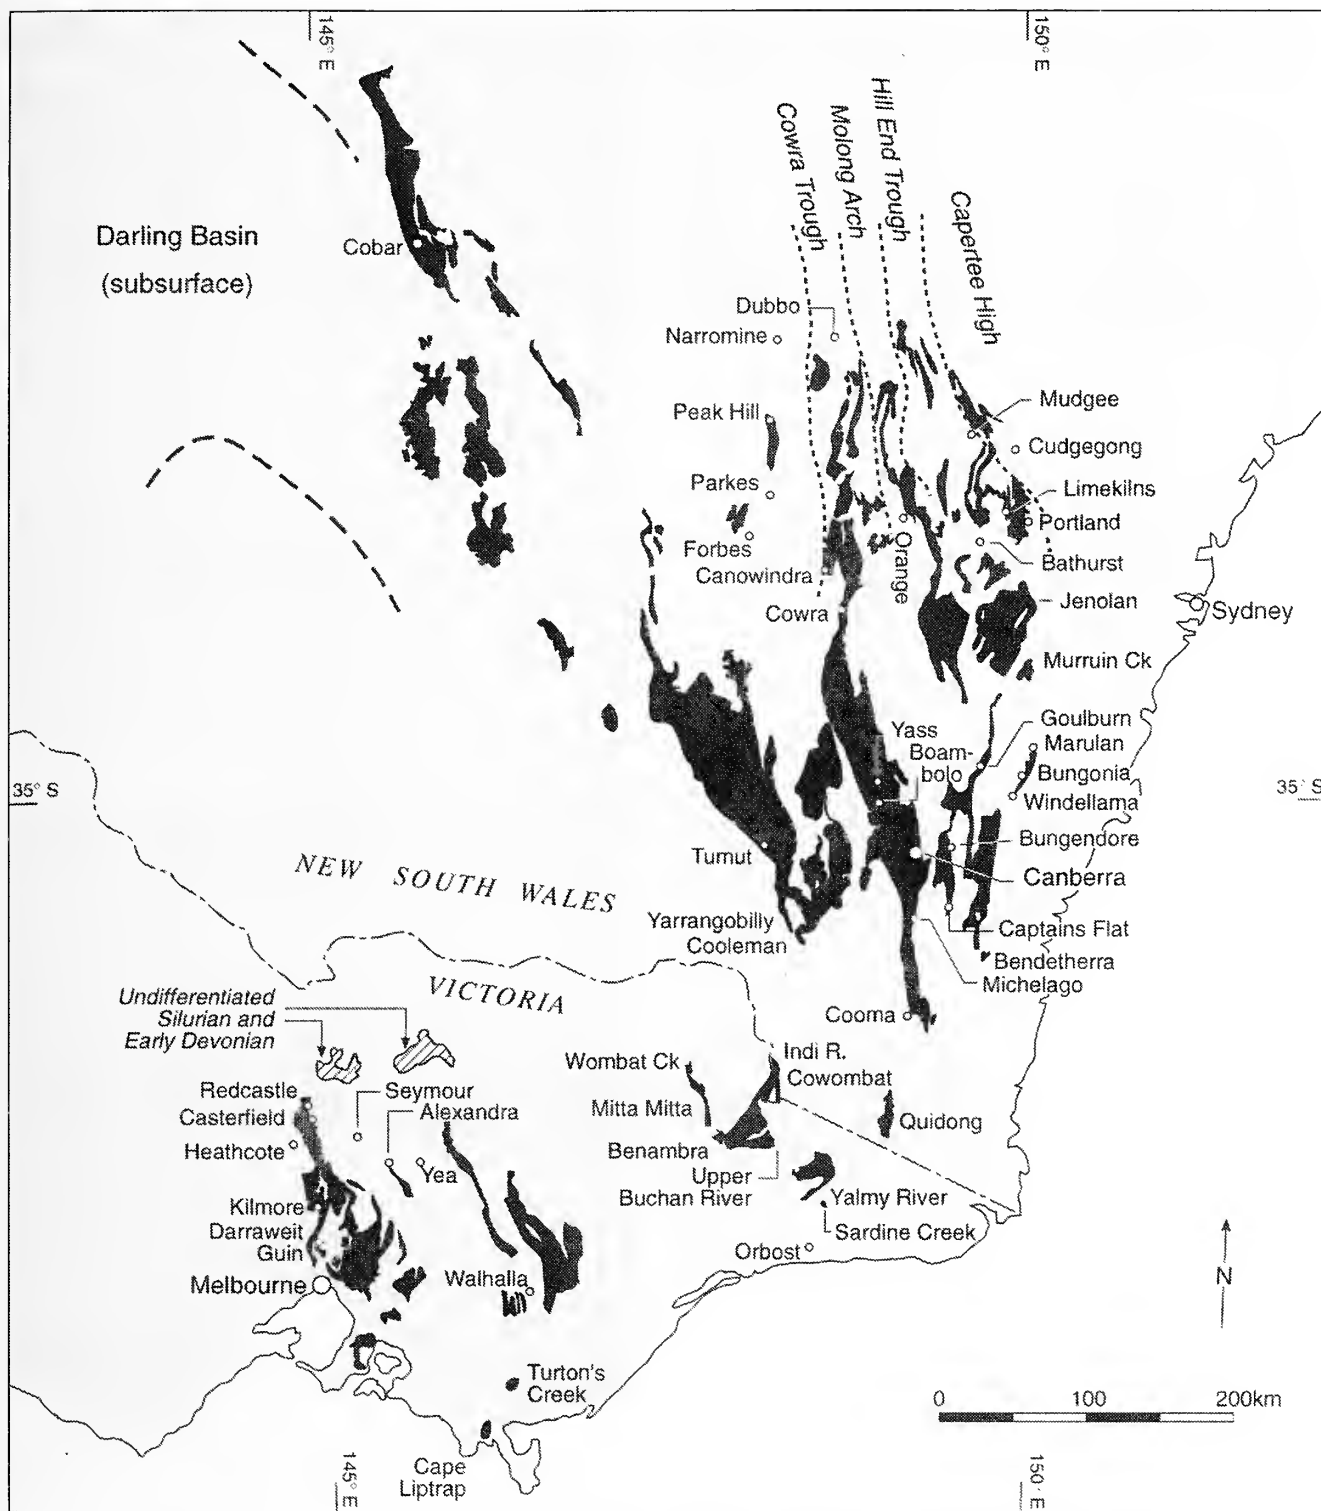 145° E
150° E
Cowra Trough
Molong Arch
Hill End Trough
Capertee High
Darling Basin
(subsurface)
Cobar
Dubbo
Narromine
Peak Hill
Mudgee
Cudgegong
Parkes
Limekilns
Portland
Forbes
Canowindra
Orange
Bathurst
Cowra
Jenolan
Sydney
Murruin Ck
Yass
Boam-
bolo
Goulburn
Marulan
Bungonia
Windellama
35° S
35° S
Tumut
Bungendore
Canberra
NEW SOUTH WALES
Yarrangobilly
Cooleman
Captains Flat
Bendetherra
Michelago
VICTORIA
Undifferentiated
Silurian and
Early Devonian
Cooma
Indi R.
Wombat Ck
Cowombat
Redcastle
Seymour
Casterfield
Alexandra
Mitta Mitta
Quidong
Heathcote
Benambra
Yea
Upper
Buchan River
Yalmy River
Kilmore
Darraweit
Guin
Sardine Creek
Orbost
Melbourne
Walhalla
N
Turton's
Creek
0 100 200km
Cape
Liptrap
145° E
150° E